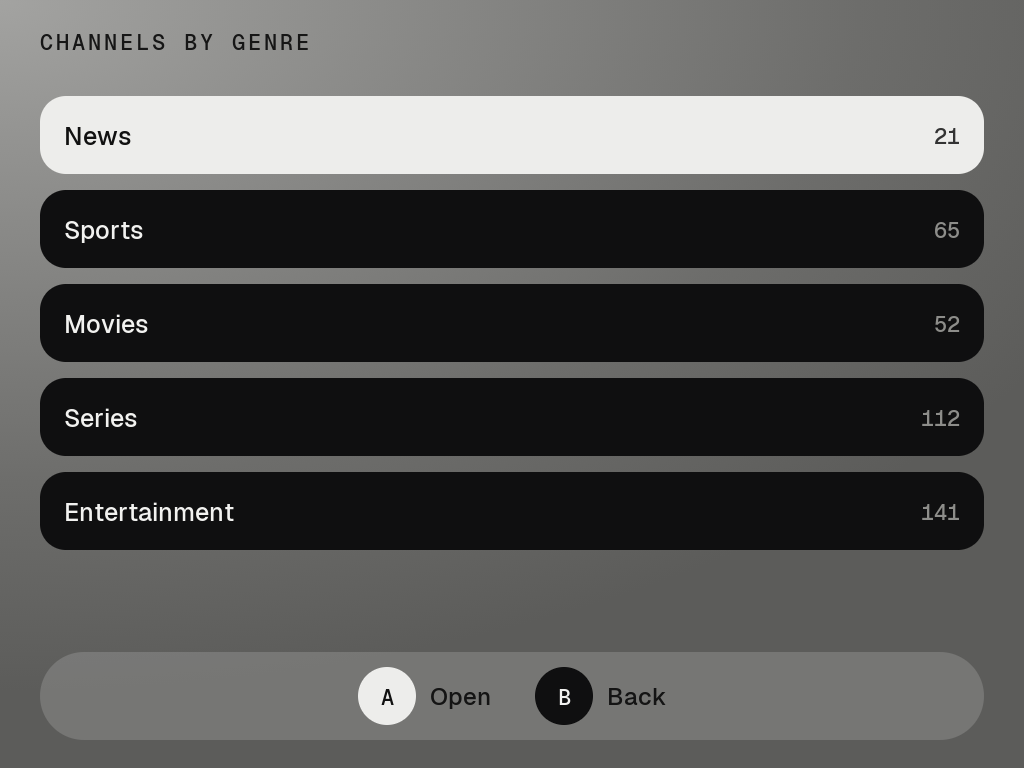 CHANNELS BY GENRE
News 21
Sports 65
Movies 52
Series 112
Entertainment 141
A Open B Back